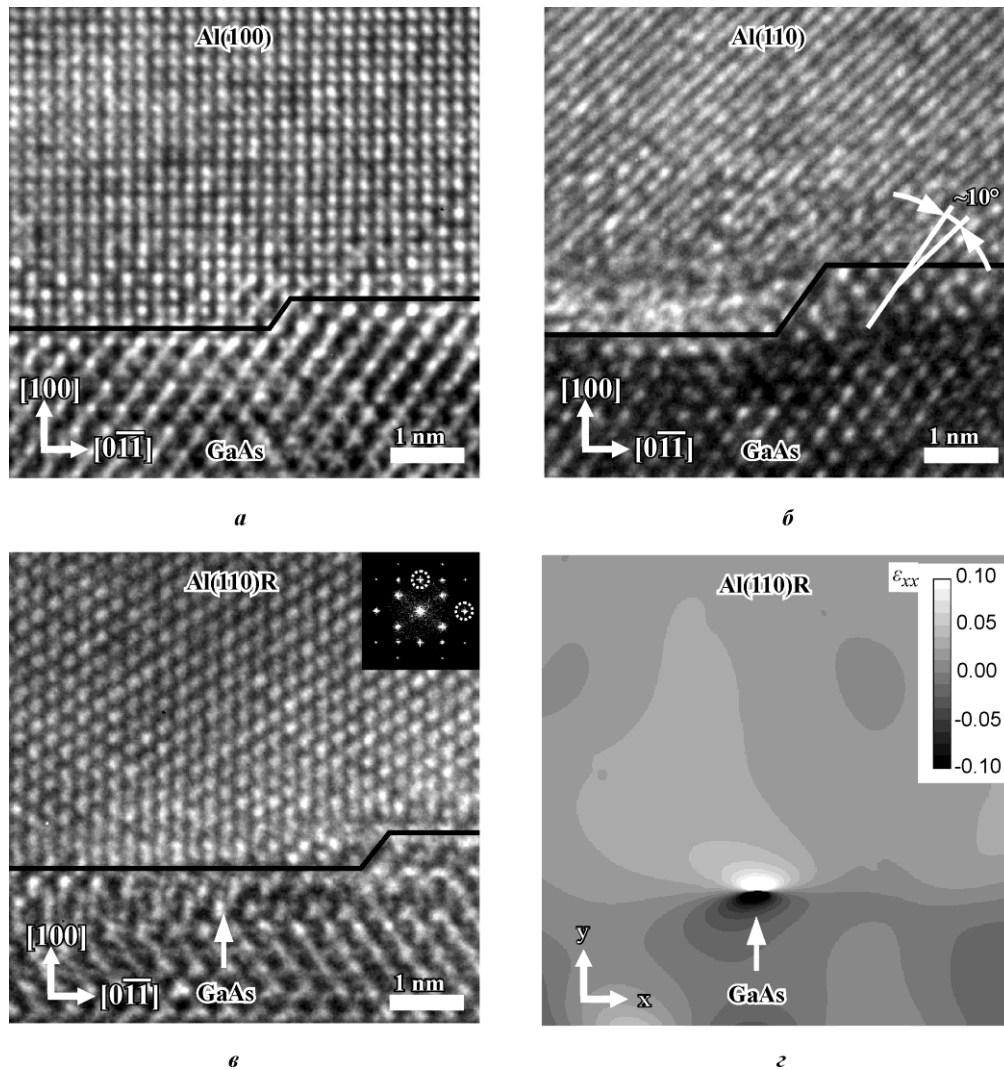 Al(100)
[100]
[01̅1̅]
GaAs
1 nm
а
Al(110)
~10°
[100]
[01̅1̅]
GaAs
1 nm
б
Al(110)R
[100]
[01̅1̅]
GaAs
1 nm
в
Al(110)R
εxx
0.10
0.05
0.00
-0.05
-0.10
y
x
GaAs
г